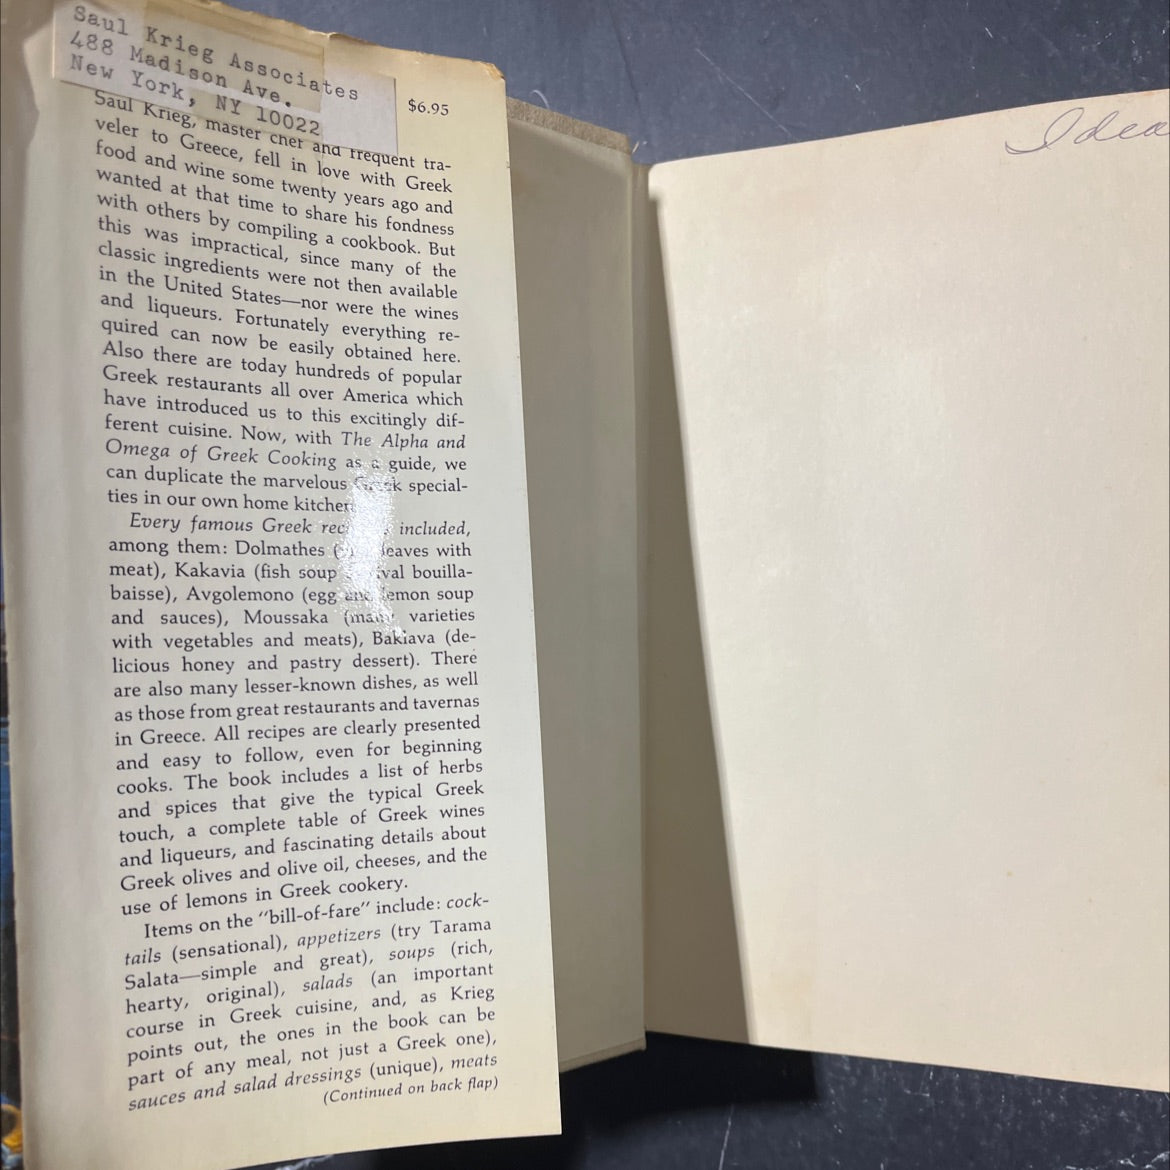 Saul Krieg Associates
488 Madison Ave.
New York, NY 10022
$6.95
Saul Krieg, master chef and frequent tra-
veler to Greece, fell in love with Greek
food and wine some twenty years ago and
wanted at that time to share his fondness
with others by compiling a cookbook. But
this was impractical, since many of the
classic ingredients were not then available
in the United States—nor were the wines
and liqueurs. Fortunately everything re-
quired can now be easily obtained here.
Also there are today hundreds of popular
Greek restaurants all over America which
have introduced us to this excitingly dif-
ferent cuisine. Now, with The Alpha and
Omega of Greek Cooking as a guide, we
can duplicate the marvelous Greek special-
ties in our own home
Every famous Greek included,
among them: Dolmathes leaves with
meat), Kakavia (fish soup bouilla-
baisse), Avgolemono (egg and lemon soup
and sauces), Moussaka (many varieties
with vegetables and meats), Baklava (de-
licious honey and pastry dessert). There
are also many lesser-known dishes, as well
as those from great restaurants and tavernas
in Greece. All recipes are clearly presented
and easy to follow, even for beginning
cooks. The book includes a list of herbs
and spices that give the typical Greek
touch, a complete table of Greek wines
and liqueurs, and fascinating details about
Greek olives and olive oil, cheeses, and the
use of lemons in Greek cookery.
Items on the "bill-of-fare" include: cock-
tails (sensational), appetizers (try Tarama
Salata—simple and great), soups (rich,
hearty, original), salads (an important
course in Greek cuisine, and, as Krieg
points out, the ones in the book can be
part of any meal, not just a Greek one),
sauces and salad dressings (unique), meats
(Continued on back flap)
Idea